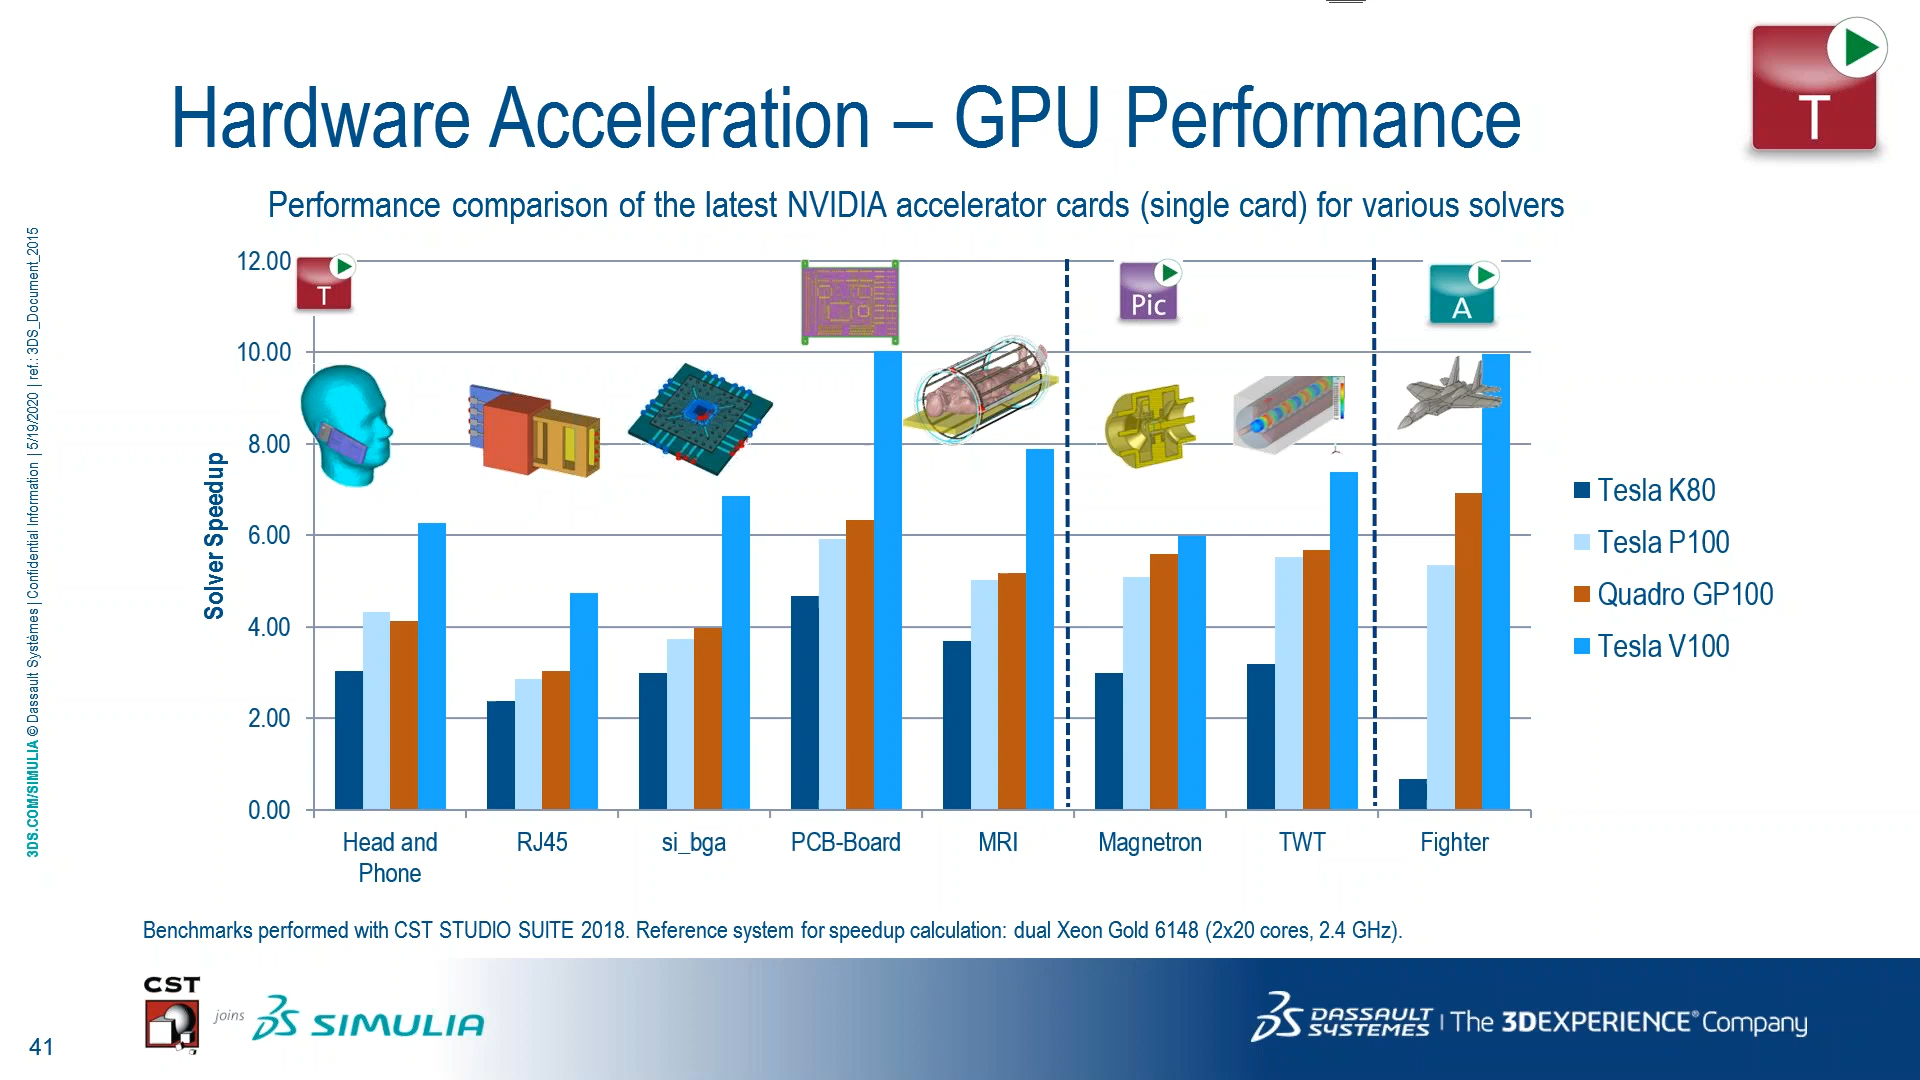 Hardware Acceleration – GPU Performance
T
Performance comparison of the latest NVIDIA accelerator cards (single card) for various solvers
3DS.COM/SIMULIA © Dassault Systèmes | Confidential Information | 5/19/2020 | ref.: 3DS_Document_2015
Solver Speedup
12.00
10.00
8.00
6.00
4.00
2.00
0.00
T
Pic
A
Head and
Phone
RJ45
si_bga
PCB-Board
MRI
Magnetron
TWT
Fighter
Tesla K80
Tesla P100
Quadro GP100
Tesla V100
Benchmarks performed with CST STUDIO SUITE 2018. Reference system for speedup calculation: dual Xeon Gold 6148 (2x20 cores, 2.4 GHz).
CST
joins
3DS SIMULIA
3DS DASSAULT SYSTEMES | The 3DEXPERIENCE® Company
41